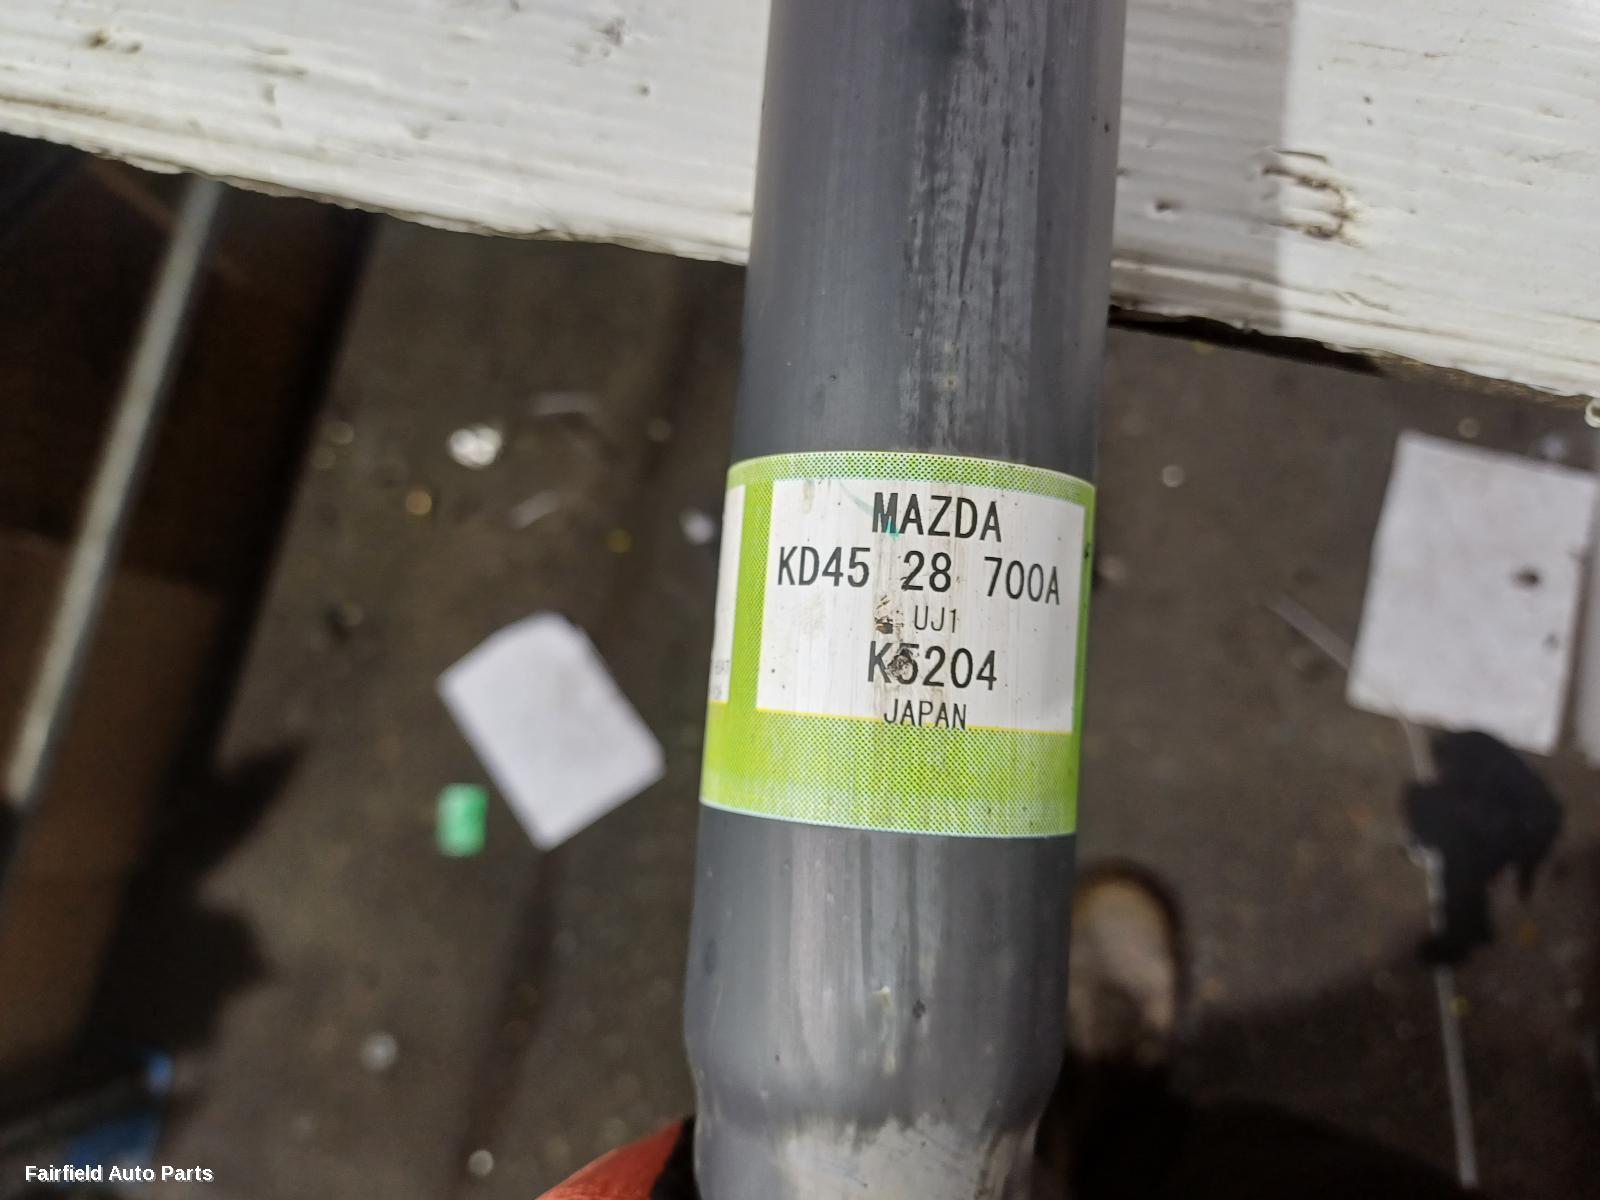 MAZDA
KD45 28 700A
UJ1
K5204
JAPAN
Fairfield Auto Parts